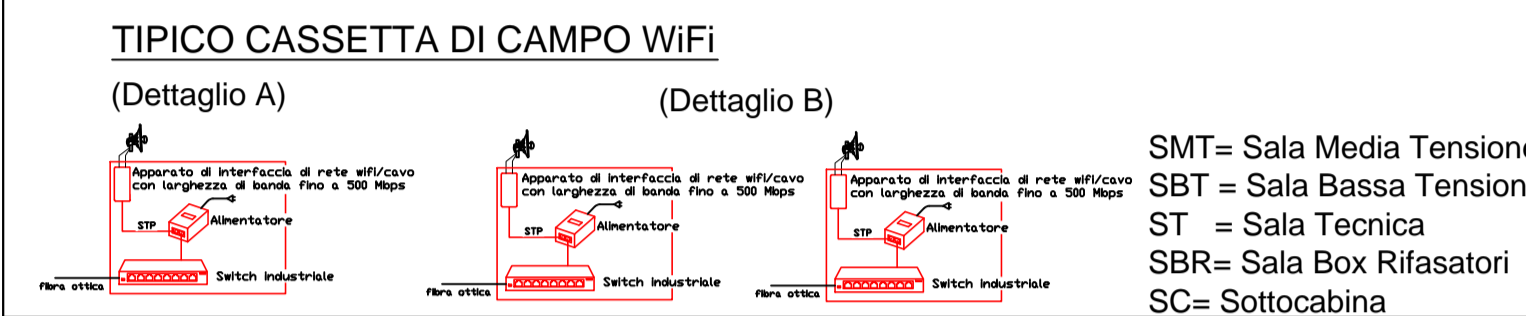 TIPICO CASSETTA DI CAMPO WiFi
(Dettaglio A)
(Dettaglio B)
Apparato di interfaccia di rete wifi/cavo
con larghezza di banda fino a 500 Mbps
STP
Alimentatore
Switch industriale
fibra ottica
Apparato di interfaccia di rete wifi/cavo
con larghezza di banda fino a 500 Mbps
STP
Alimentatore
Switch industriale
fibra ottica
Apparato di interfaccia di rete wifi/cavo
con larghezza di banda fino a 500 Mbps
STP
Alimentatore
Switch industriale
fibra ottica
SMT= Sala Media Tensione
SBT = Sala Bassa Tension
ST = Sala Tecnica
SBR= Sala Box Rifasatori
SC= Sottocabina